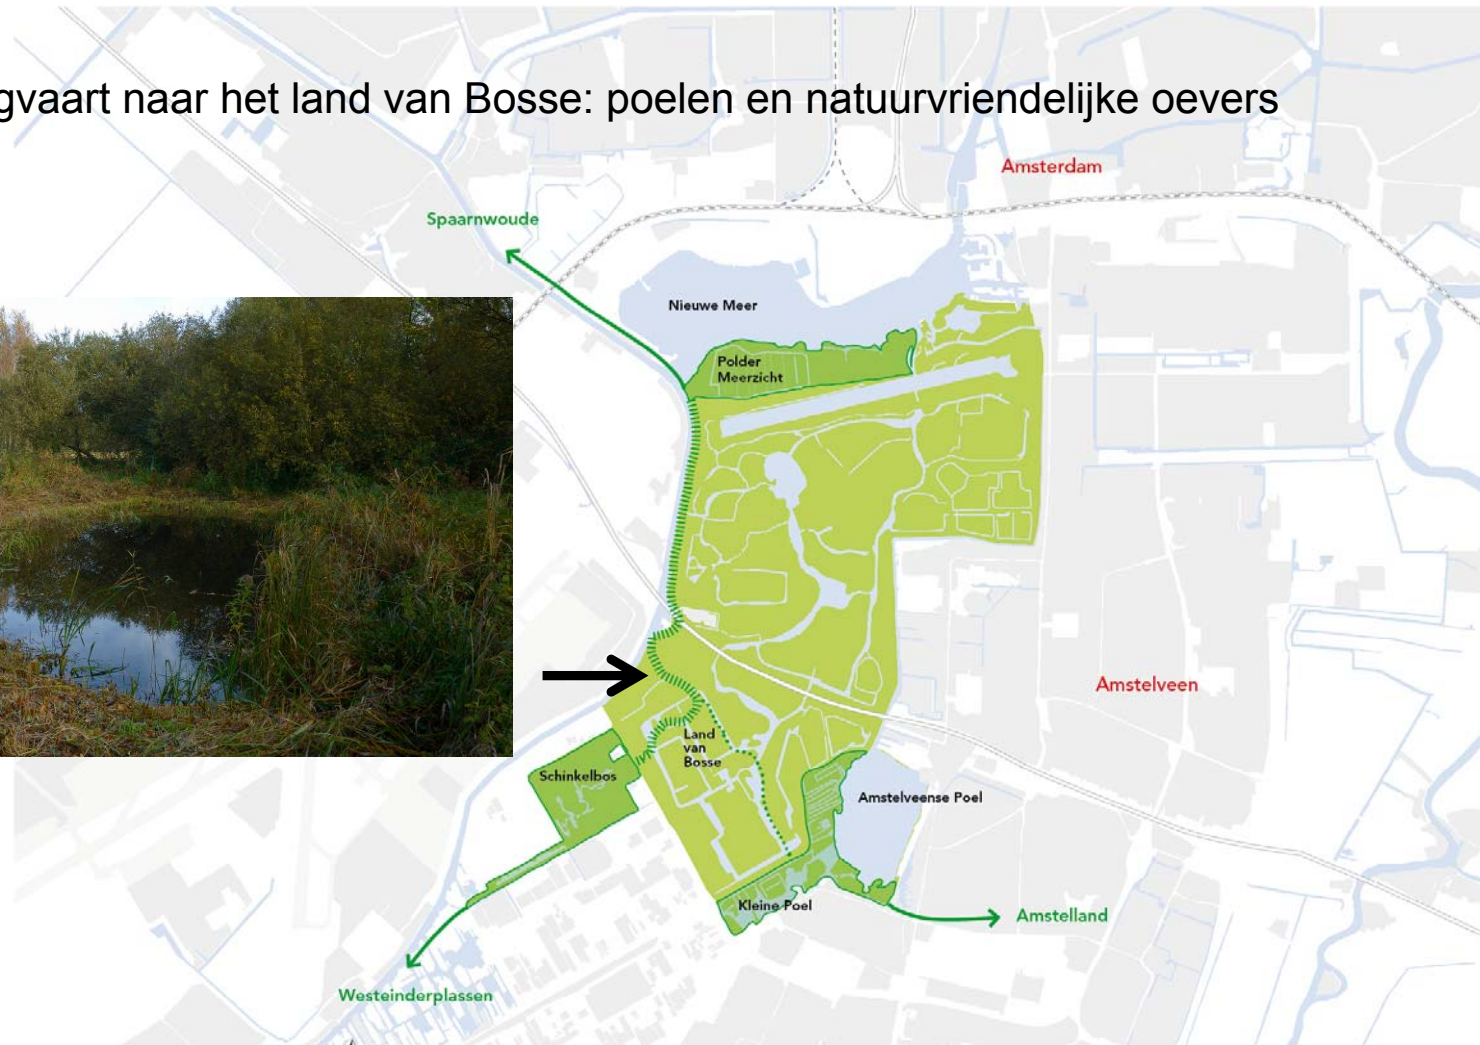 gvaart naar het land van Bosse: poelen en natuurvriendelijke oevers
Amsterdam
Spaarnwoude
Nieuwe Meer
Polder
Meerzicht
Amstelveen
Land
van
Bosse
Schinkelbos
Amstelveense Poel
Kleine Poel
Amstelland
Westeinderplassen